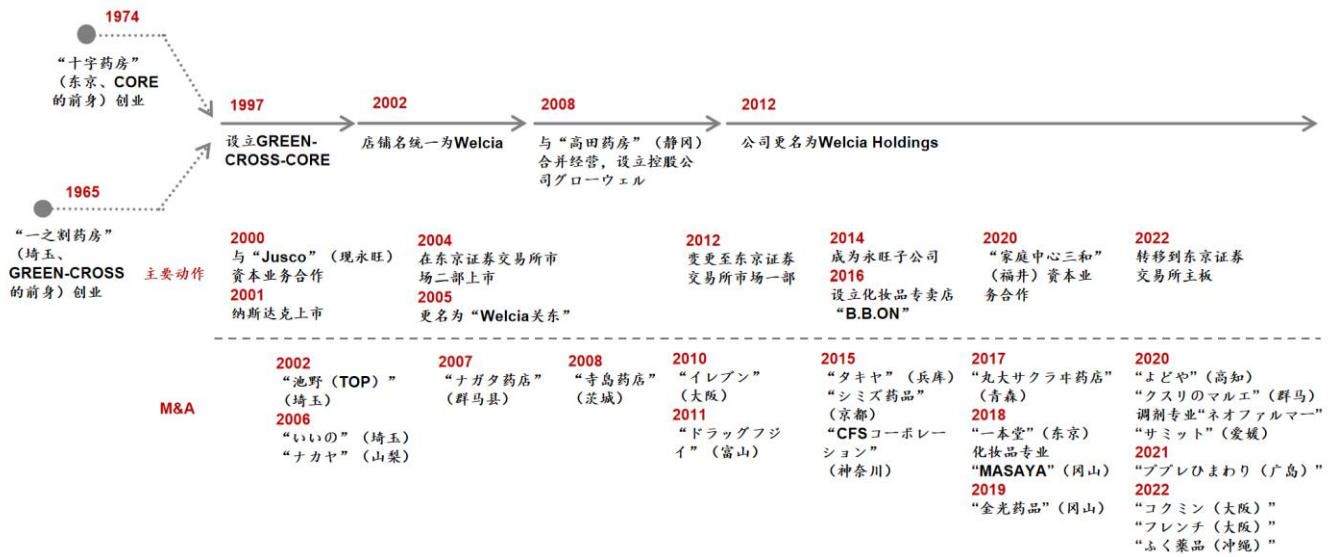 1974
“十字药房”
（东京、CORE
的前身）创业
1965
“一之割药房”
（埼玉、
GREEN-CROSS
的前身）创业
1997
设立GREEN-
CROSS-CORE
2002
店铺名统一为Welcia
2008
与“高田药房”（静冈）
合并经营，设立控股公
司グローウェル
2012
公司更名为Welcia Holdings
主要动作
2000
与“Jusco”（现永旺）
资本业务合作
2001
纳斯达克上市
2004
在东京证券交易所市
场二部上市
2005
更名为“Welcia关东”
2012
变更至东京证券
交易所市场一部
2014
成为永旺子公司
2016
设立化妆品专卖店
“B.B.ON”
2020
“家庭中心三和”
（福井）资本业
务合作
2022
转移到东京证券
交易所主板
M&A
2002
“池野（TOP）”
（埼玉）
2006
“いいの”（埼玉）
“ナカヤ”（山梨）
2007
“ナガタ药店”
（群马县）
2008
“寺岛药店”
（茨城）
2010
“イレブン”
（大阪）
2011
“ドラッグフジ
イ”（富山）
2015
“タキヤ”（兵库）
“シミズ药品”
（京都）
“CFSコーポレー
ション”
（神奈川）
2017
“丸大サクラヰ药店”
（青森）
2018
“一本堂”（东京）
化妆品专业
“MASAYA”（冈山）
2019
“金光药品”（冈山）
2020
“よどや”（高知）
“クスリのマルエ”（群马）
调剂专业“ネオファルマー”
“サミット”（爱媛）
2021
“ププレひまわり（广岛）”
2022
“コクミン（大阪）”
“フレンチ（大阪）”
“ふく薬品（冲绳）”